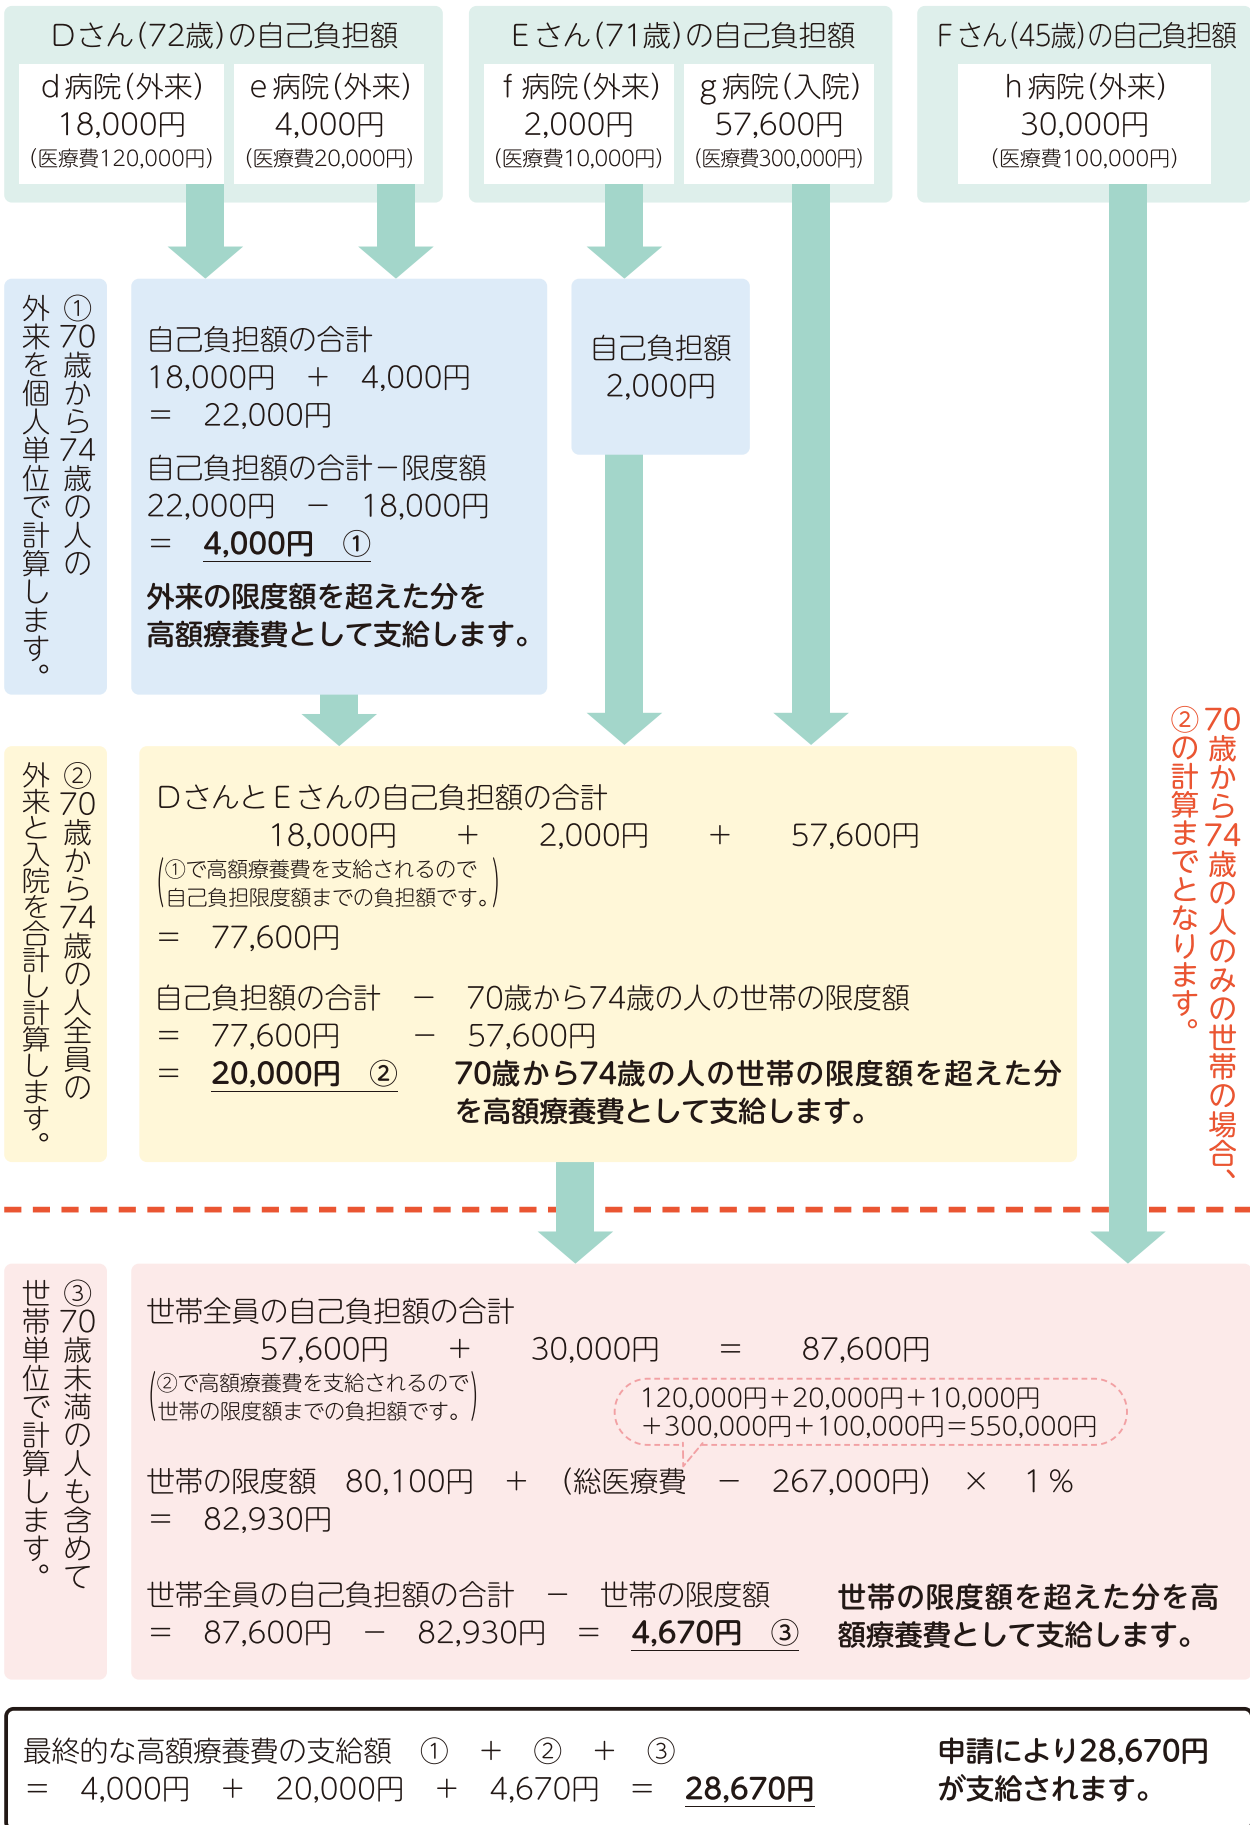 Dさん(72歳)の自己負担額
d病院(外来)
18,000円
(医療費120,000円)
e病院(外来)
4,000円
(医療費20,000円)
Eさん(71歳)の自己負担額
f病院(外来)
2,000円
(医療費10,000円)
g病院(入院)
57,600円
(医療費300,000円)
Fさん(45歳)の自己負担額
h病院(外来)
30,000円
(医療費100,000円)
①70歳から74歳の人の
外来を個人単位で計算します。
自己負担額の合計
18,000円 + 4,000円
= 22,000円
自己負担額の合計－限度額
22,000円 － 18,000円
= 4,000円 ①
外来の限度額を超えた分を
高額療養費として支給します。
自己負担額
2,000円
②70歳から74歳の人全員の
外来と入院を合計し計算します。
DさんとEさんの自己負担額の合計
18,000円 + 2,000円 + 57,600円
(①で高額療養費を支給されるので
自己負担限度額までの負担額です。)
= 77,600円
自己負担額の合計 － 70歳から74歳の人の世帯の限度額
= 77,600円 － 57,600円
= 20,000円 ②
70歳から74歳の人の世帯の限度額を超えた分
を高額療養費として支給します。
70歳から74歳の人のみの世帯の場合、
②の計算までとなります。
③70歳未満の人も含めて
世帯単位で計算します。
世帯全員の自己負担額の合計
57,600円 + 30,000円 = 87,600円
(②で高額療養費を支給されるので
世帯の限度額までの負担額です。)
120,000円+20,000円+10,000円
+300,000円+100,000円=550,000円
世帯の限度額 80,100円 + (総医療費 － 267,000円) × 1%
= 82,930円
世帯全員の自己負担額の合計 － 世帯の限度額
= 87,600円 － 82,930円 = 4,670円 ③
世帯の限度額を超えた分を高
額療養費として支給します。
最終的な高額療養費の支給額 ① + ② + ③
= 4,000円 + 20,000円 + 4,670円 = 28,670円
申請により28,670円
が支給されます。